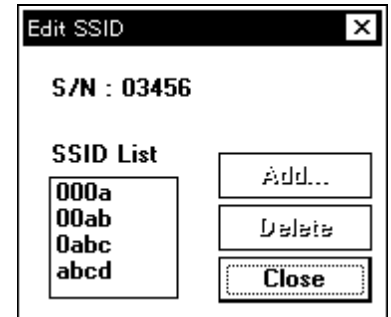 Edit SSID
S/N : 03456
SSID List
000a
00ab
0abc
abcd
Add...
Delete
Close